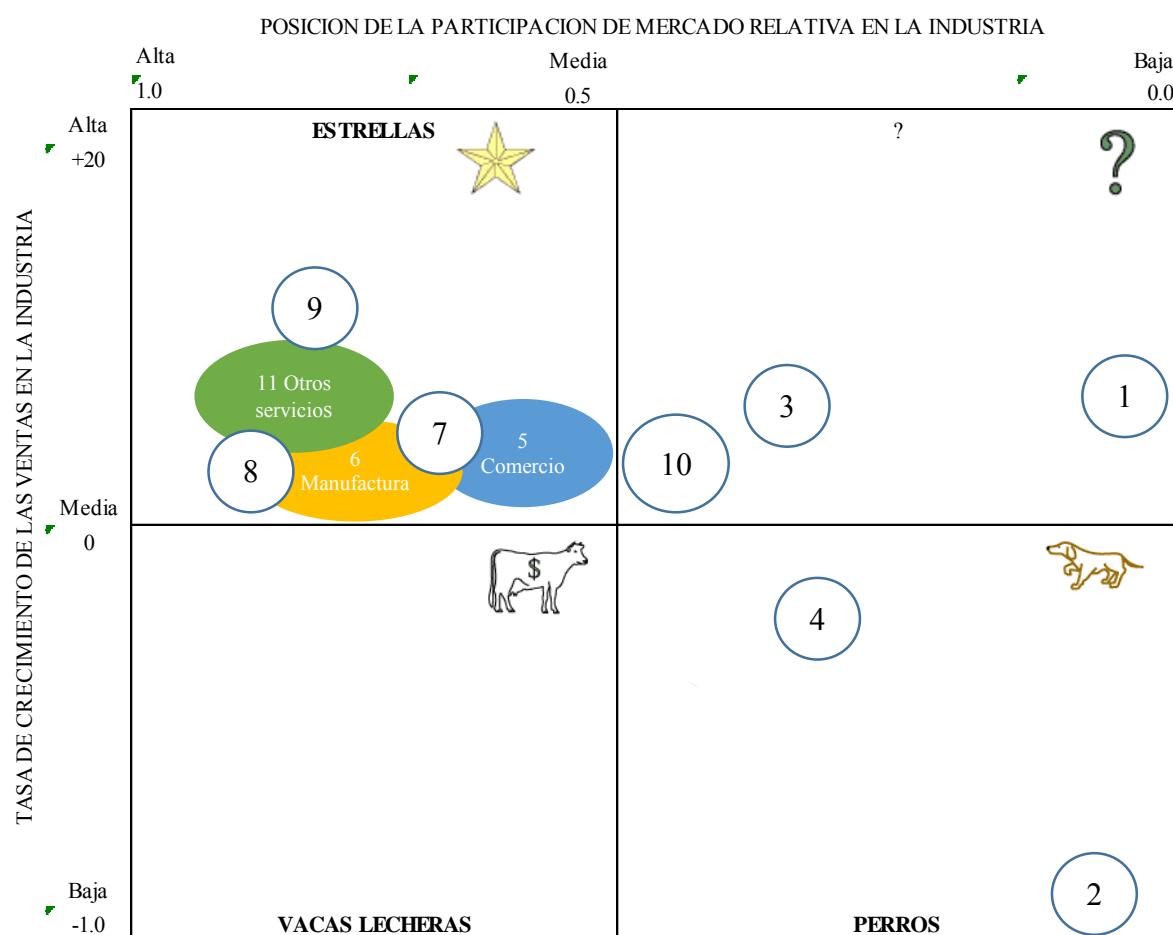 POSICION DE LA PARTICIPACION DE MERCADO RELATIVA EN LA INDUSTRIA
Alta
Media
Baja
1.0
0.5
0.0
Alta
+20
ESTRELLAS
?
?
TASA DE CRECIMIENTO DE LAS VENTAS EN LA INDUSTRIA
9
11 Otros
servicios
3
1
7
5
Comercio
8
6
Manufactura
10
Media
0
$
4
2
Baja
-1.0
VACAS LECHERAS
PERROS